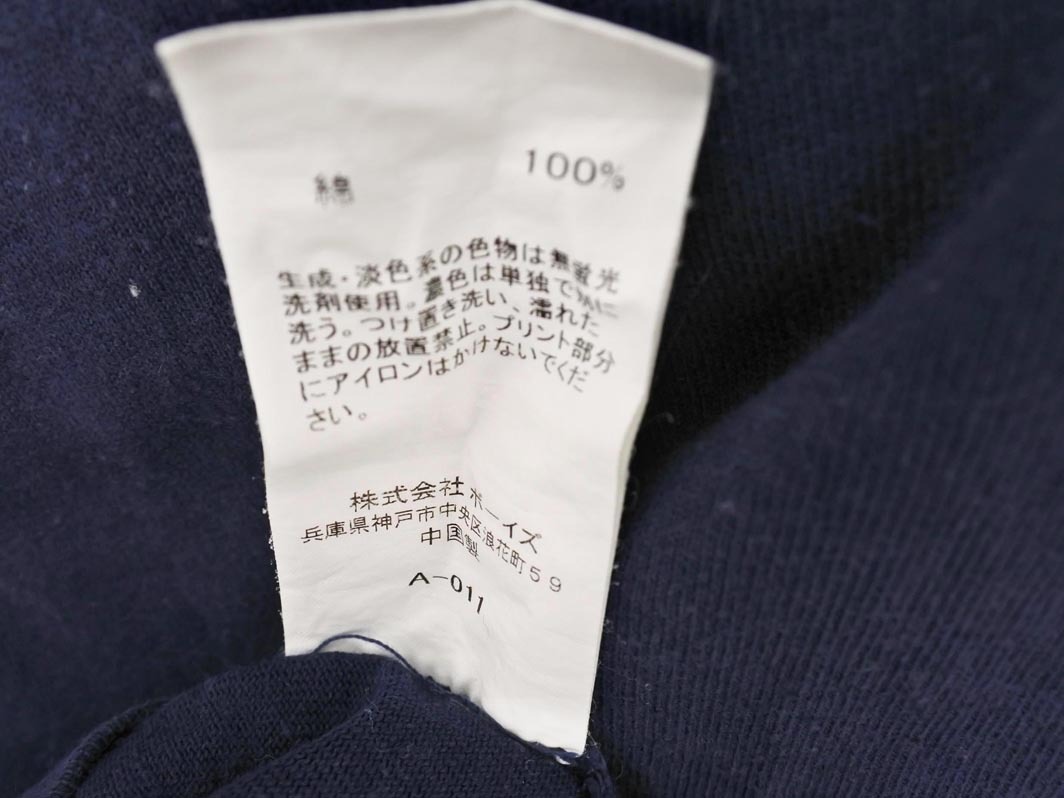 綿 100%
生成・淡色系の色物は無蛍光
洗剤使用。濃色は単独で別に
洗う。つけ置き洗い、濡れた
ままの放置禁止。プリント部分
にアイロンはかけないでくだ
さい。
株式会社ボーイズ
兵庫県神戸市中央区浪花町59
中国製
A-011